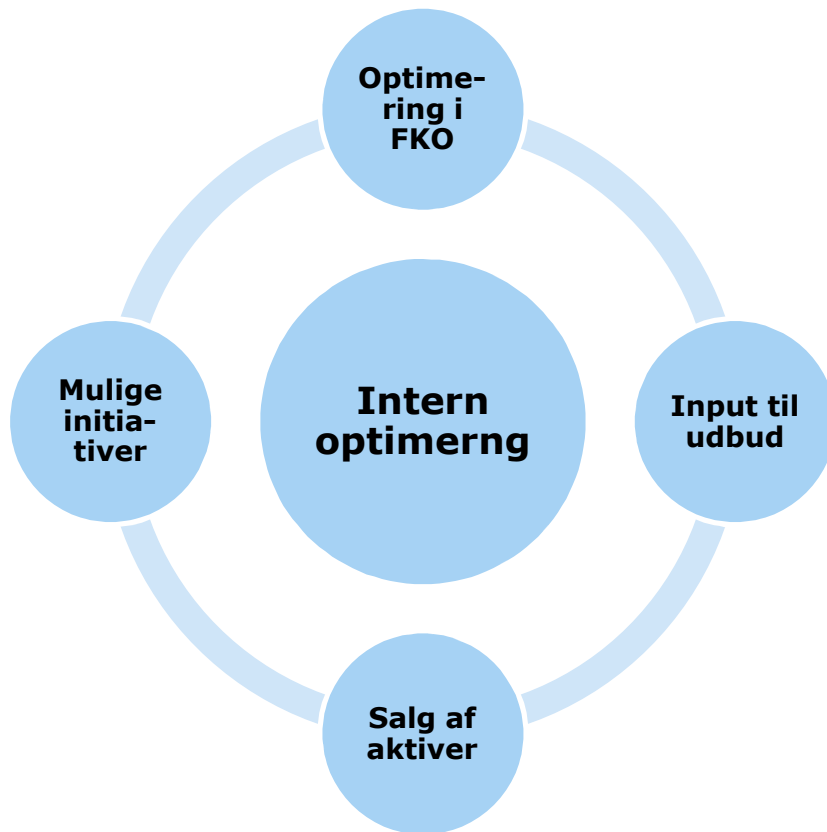 Optime-
ring i
FKO
Mulige
initia-
tiver
Intern
optimerng
Input til
udbud
Salg af
aktiver